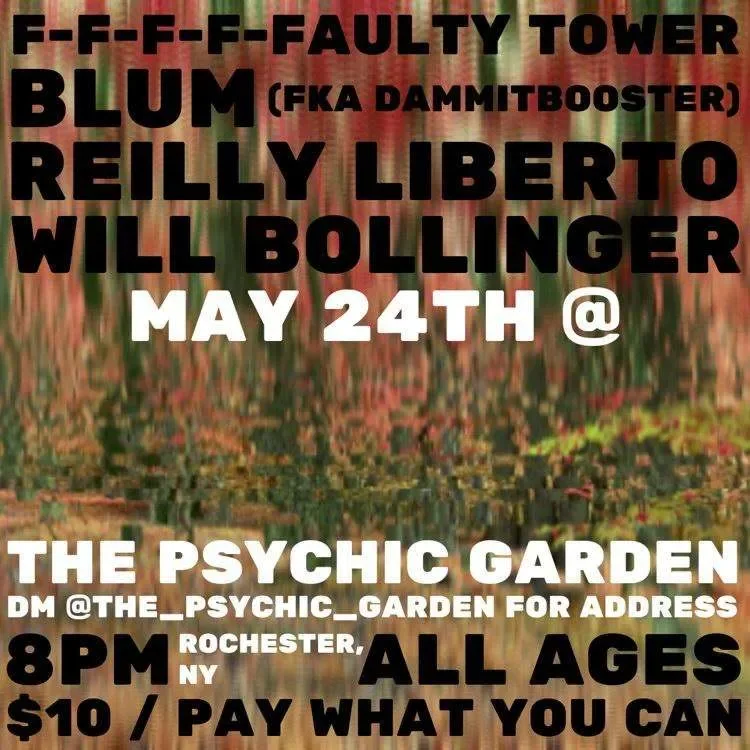 F-F-F-F-FAULTY TOWER
BLUM (FKA DAMMITBOOSTER)
REILLY LIBERTO
WILL BOLLINGER
MAY 24TH @
THE PSYCHIC GARDEN
DM @THE_PSYCHIC_GARDEN FOR ADDRESS
8PM ROCHESTER, NY ALL AGES
$10 / PAY WHAT YOU CAN